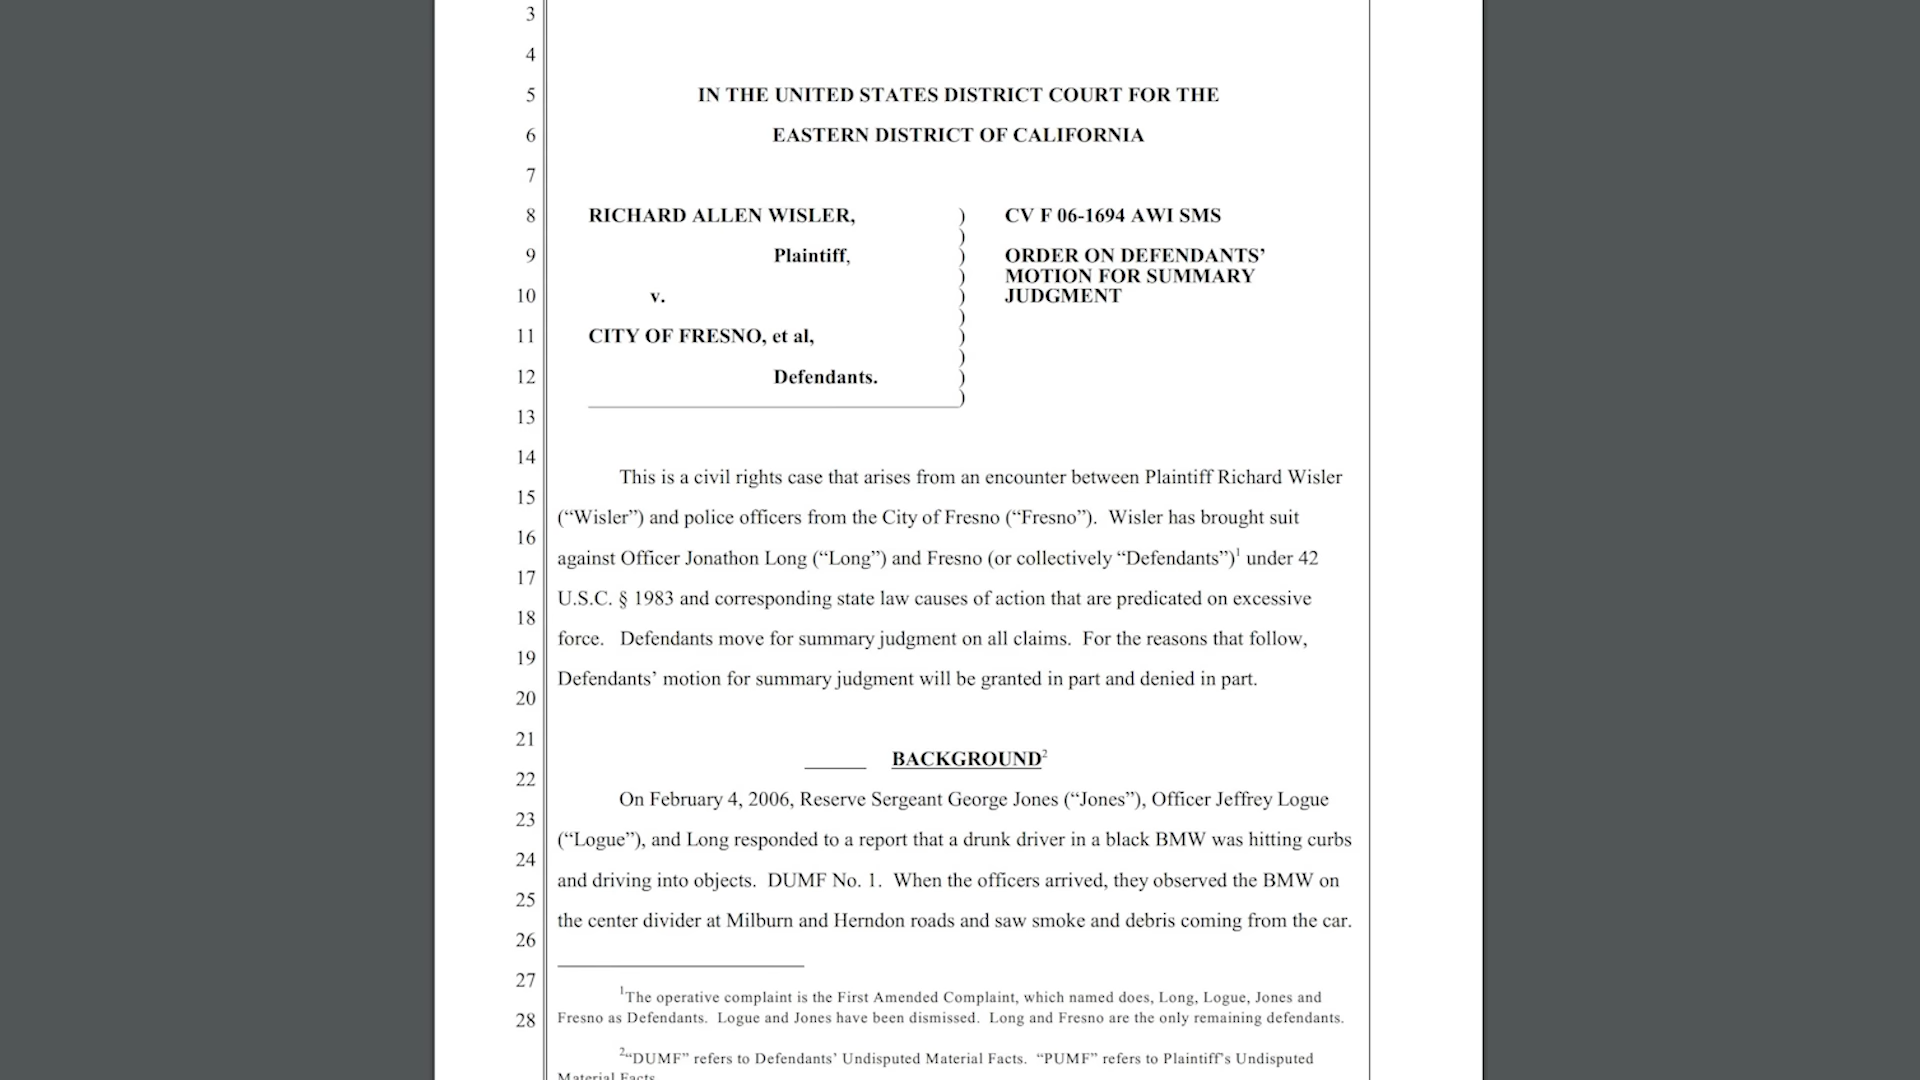 3
4
5 IN THE UNITED STATES DISTRICT COURT FOR THE
6 EASTERN DISTRICT OF CALIFORNIA
7
8 RICHARD ALLEN WISLER, ) CV F 06-1694 AWI SMS
)
9 Plaintiff, ) ORDER ON DEFENDANTS’
) MOTION FOR SUMMARY
10 v. ) JUDGMENT
)
11 CITY OF FRESNO, et al, )
)
12 Defendants. )
)
13
14
This is a civil rights case that arises from an encounter between Plaintiff Richard Wisler
15
(“Wisler”) and police officers from the City of Fresno (“Fresno”). Wisler has brought suit
16
against Officer Jonathon Long (“Long”) and Fresno (or collectively “Defendants”)1 under 42
17
U.S.C. § 1983 and corresponding state law causes of action that are predicated on excessive
18
force. Defendants move for summary judgment on all claims. For the reasons that follow,
19
Defendants’ motion for summary judgment will be granted in part and denied in part.
20
21
BACKGROUND2
22
On February 4, 2006, Reserve Sergeant George Jones (“Jones”), Officer Jeffrey Logue
23
(“Logue”), and Long responded to a report that a drunk driver in a black BMW was hitting curbs
24
and driving into objects. DUMF No. 1. When the officers arrived, they observed the BMW on
25
the center divider at Milburn and Herndon roads and saw smoke and debris coming from the car.
26
27
1The operative complaint is the First Amended Complaint, which named does, Long, Logue, Jones and
28 Fresno as Defendants. Logue and Jones have been dismissed. Long and Fresno are the only remaining defendants.
2“DUMF” refers to Defendants’ Undisputed Material Facts. “PUMF” refers to Plaintiff’s Undisputed
Material Facts